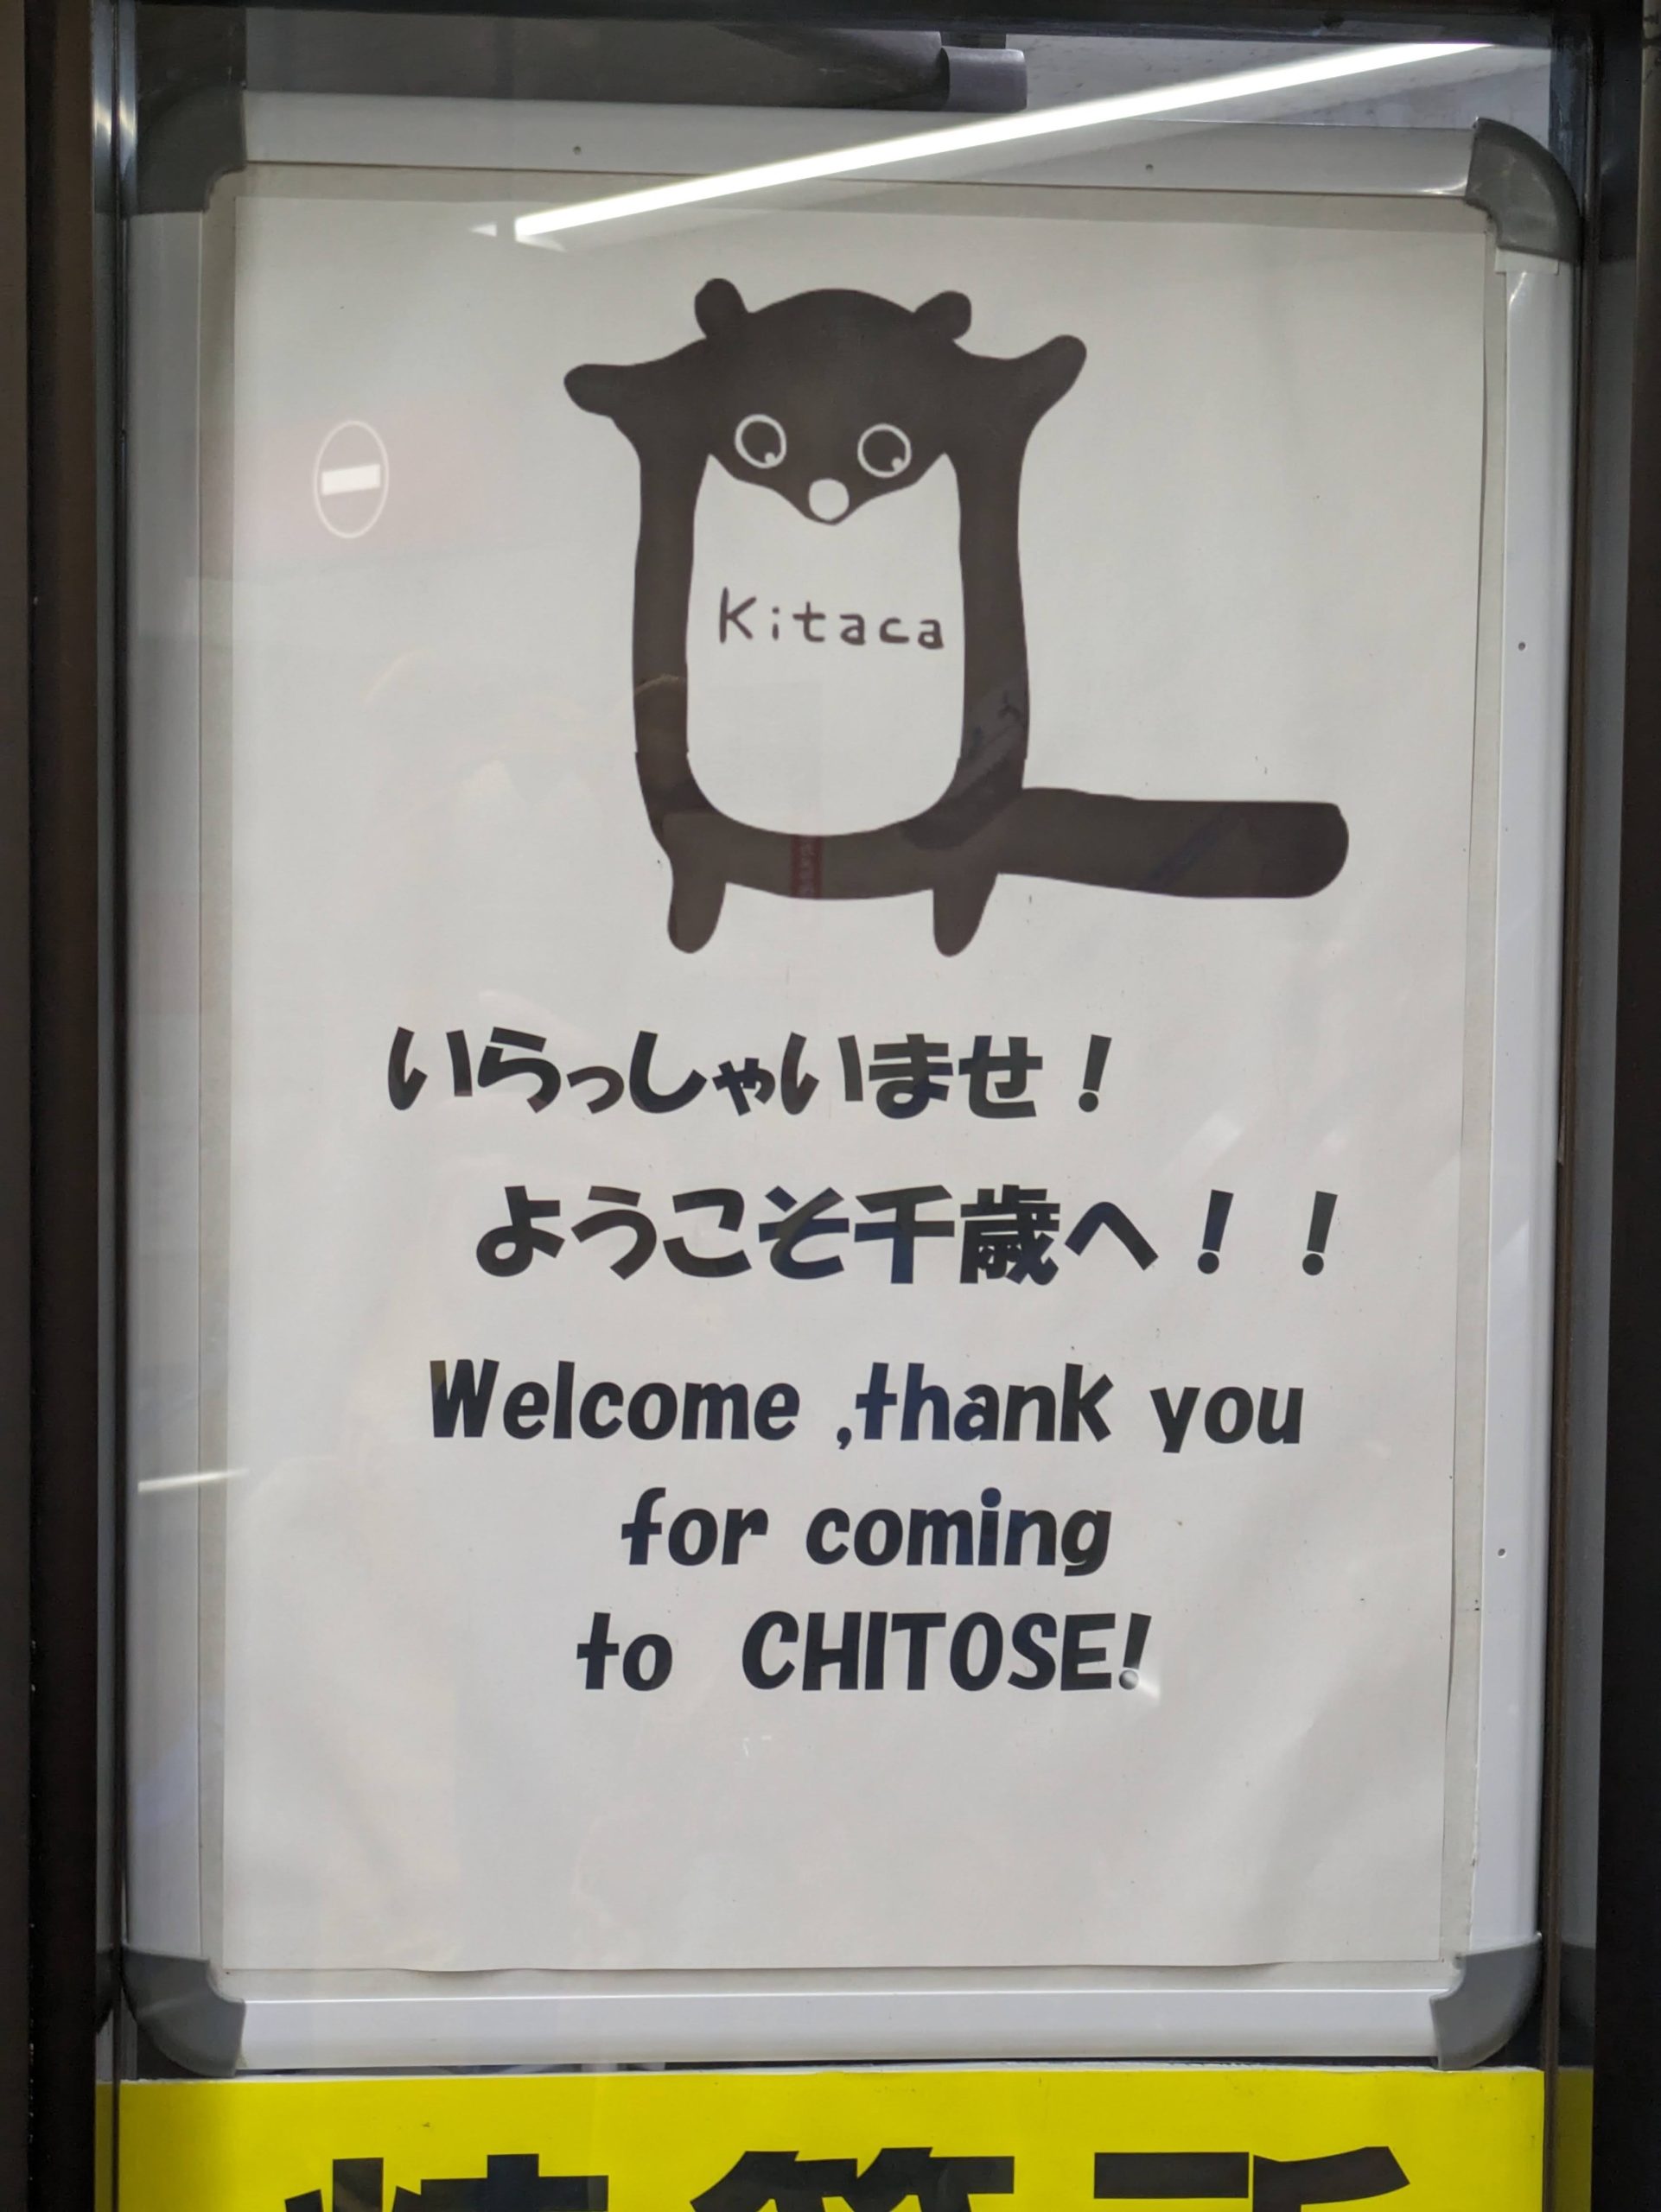 Kitaca
いらっしゃいませ！
ようこそ千歳へ！！
Welcome ,thank you
for coming
to CHITOSE!